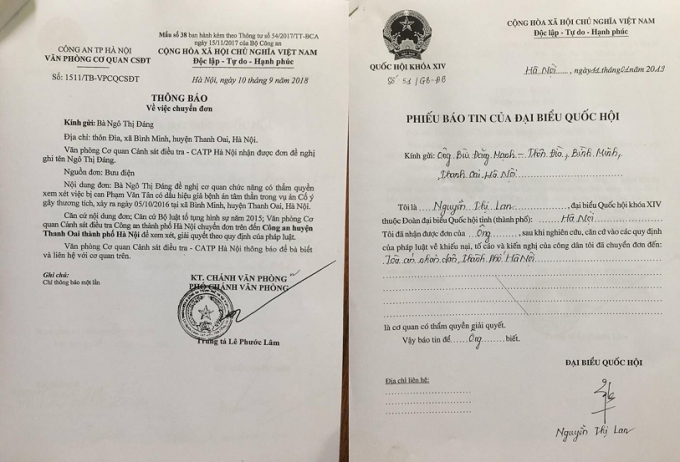 Mẫu số 38 ban hành kèm theo Thông tư số 54/2017/TT-BCA
ngày 15/11/2017 của Bộ Công an
CÔNG AN TP HÀ NỘI
VĂN PHÒNG CƠ QUAN CSĐT
Số: 1511/TB-VPCQCSĐT
CỘNG HÒA XÃ HỘI CHỦ NGHĨA VIỆT NAM
Độc lập - Tự do - Hạnh phúc
Hà Nội, ngày 10 tháng 9 năm 2018
THÔNG BÁO
Về việc chuyển đơn
Kính gửi: Bà Ngô Thị Đáng
Địa chỉ: thôn Đìa, xã Bình Minh, huyện Thanh Oai, Hà Nội.
Văn phòng Cơ quan Cảnh sát điều tra - CATP Hà Nội nhận được đơn đề nghị
ghi tên Ngô Thị Đáng.
Nguồn đơn: Bưu điện
Nội dung đơn: Bà Ngô Thị Đáng đề nghị cơ quan chức năng có thẩm quyền
xem xét việc bị can Phạm Văn Tân có dấu hiệu giả bệnh án tâm thần trong vụ án Cố ý
gây thương tích, xảy ra ngày 05/10/2016 tại xã Bình Minh, huyện Thanh Oai, Hà Nội.
Căn cứ nội dung đơn; Căn cứ Bộ luật tố tụng hình sự năm 2015; Văn phòng Cơ
quan Cảnh sát điều tra Công an thành phố Hà Nội chuyển đơn trên đến Công an huyện
Thanh Oai thành phố Hà Nội để xem xét, giải quyết theo quy định của pháp luật.
Văn phòng Cơ quan Cảnh sát điều tra - CATP Hà Nội thông báo để bà biết
và liên hệ với cơ quan trên.
Ghi chú:
Chỉ thông báo một lần
KT. CHÁNH VĂN PHÒNG
PHÓ CHÁNH VĂN PHÒNG
Trung tá Lê Phước Lâm
QUỐC HỘI KHÓA XIV
CỘNG HÒA XÃ HỘI CHỦ NGHĨA VIỆT NAM
Độc lập - Tự do - Hạnh phúc
Hà Nội, ngày 11 tháng 01 năm 2019
PHIẾU BÁO TIN CỦA ĐẠI BIỂU QUỐC HỘI
Kính gửi: Ông Bùi Đăng Mạnh - Thôn Đìa, Bình Minh,
Thanh Oai, Hà Nội
Tôi là Nguyễn Thị Lan, đại biểu Quốc hội khóa XIV
thuộc Đoàn đại biểu Quốc hội tỉnh (thành phố): Hà Nội
Tôi đã nhận được đơn của Ông, sau khi nghiên cứu, căn cứ vào các quy định
của pháp luật về khiếu nại, tố cáo và kiến nghị của công dân tôi đã chuyển đơn đến:
Tòa án nhân dân, Thành phố Hà Nội
là cơ quan có thẩm quyền giải quyết.
Vậy báo tin để Ông biết.
ĐẠI BIỂU QUỐC HỘI
Địa chỉ liên hệ:
Nguyễn Thị Lan